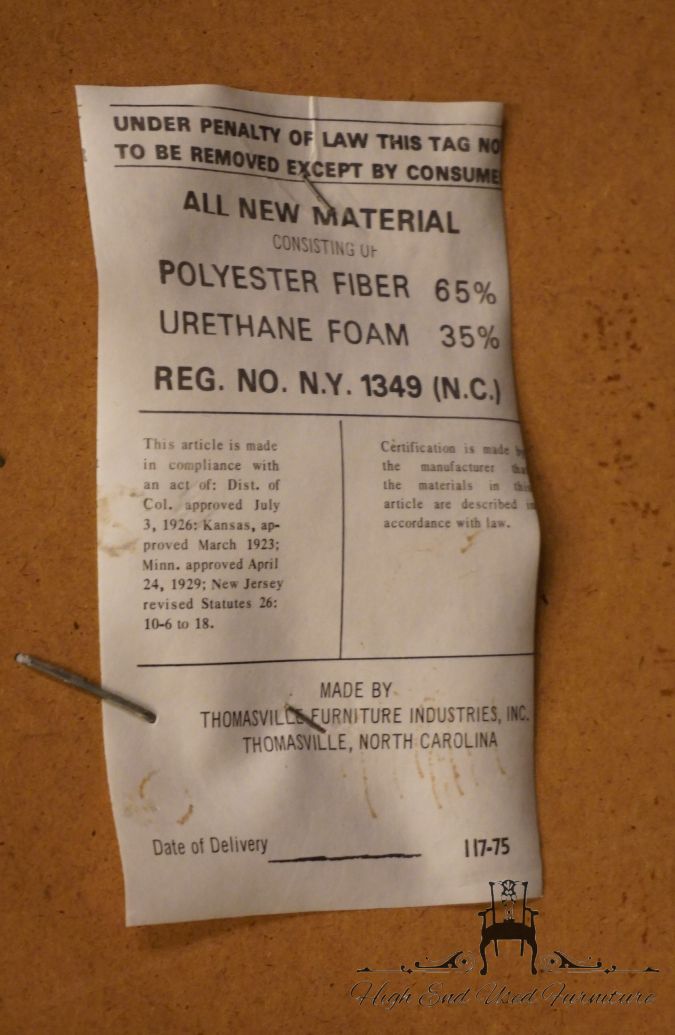 UNDER PENALTY OF LAW THIS TAG NO
TO BE REMOVED EXCEPT BY CONSUME
ALL NEW MATERIAL
CONSISTING OF
POLYESTER FIBER 65%
URETHANE FOAM 35%
REG. NO. N.Y. 1349 (N.C.)
This article is made
in compliance with
an act of: Dist. of
Col. approved July
3, 1926: Kansas, ap-
proved March 1923;
Minn. approved April
24, 1929; New Jersey
revised Statutes 26:
10-6 to 18.
Certification is made by
the manufacturer that
the materials in this
article are described in
accordance with law.
MADE BY
THOMASVILLE FURNITURE INDUSTRIES, INC.
THOMASVILLE, NORTH CAROLINA
Date of Delivery 117-75
High End Used Furniture